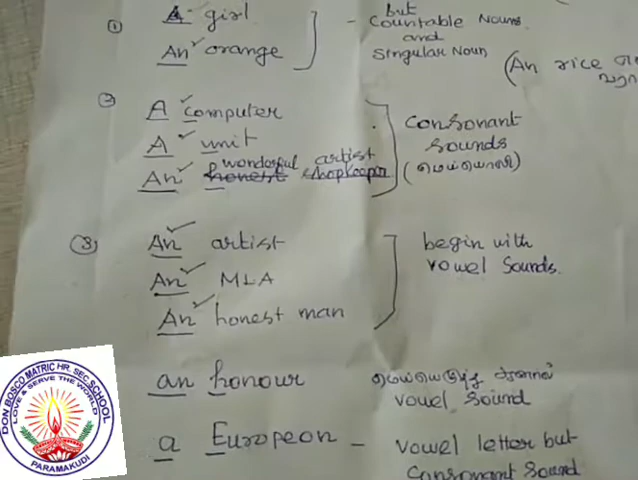 but
① A girl - Countable Nouns
and
An orange Singular Noun
(An rice
② A computer
A unit Consonant Sounds
wonderful artist
An honest shopkeeper (மெய்யொலி)
③ An artist begin with
An MLA vowel Sounds.
An honest man
an honour
vowel sound
a European - vowel letter but
Consonant Sound
DON BOSCO MATRIC HR. SEC. SCHOOL
LOVE & SERVE THE WORLD
PARAMAKUDI